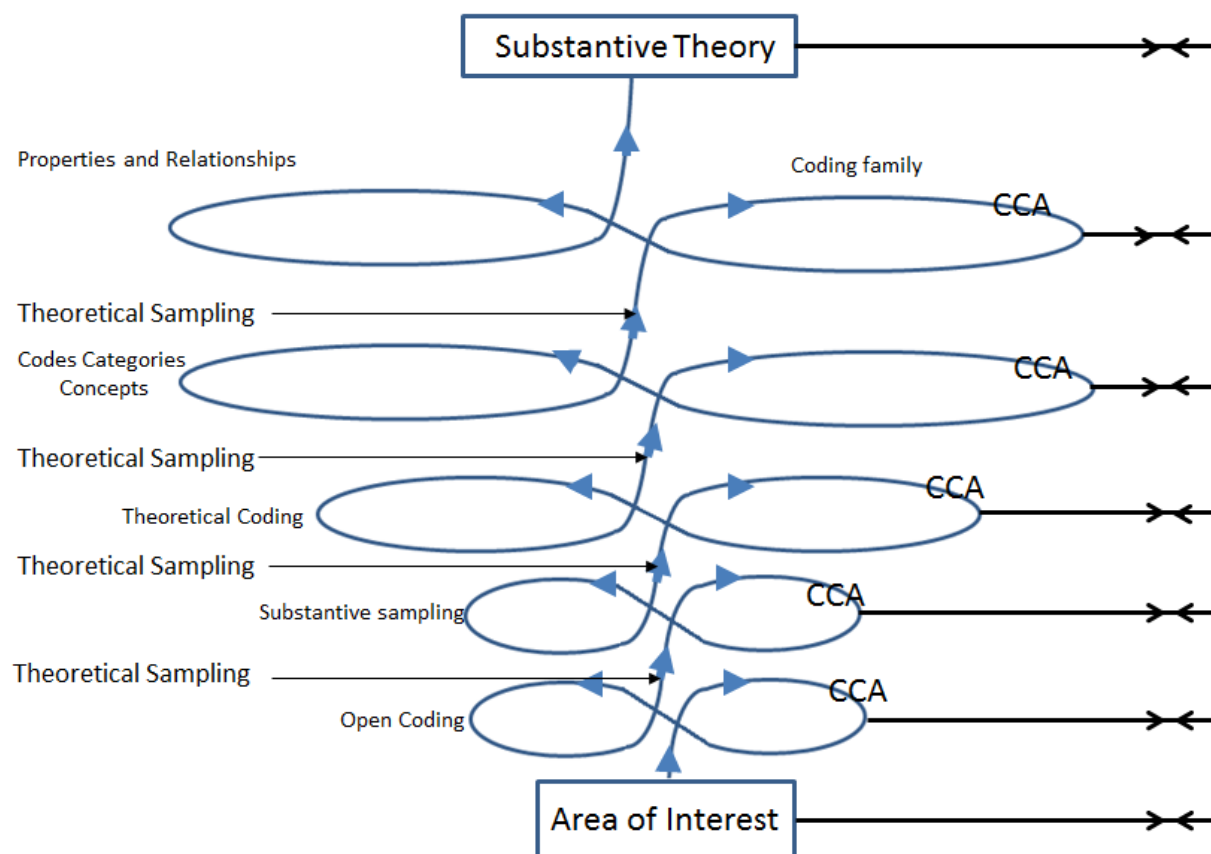 Substantive Theory
Properties and Relationships
Coding family
CCA
Theoretical Sampling
Codes Categories
Concepts
CCA
Theoretical Sampling
CCA
Theoretical Coding
Theoretical Sampling
CCA
Substantive sampling
Theoretical Sampling
CCA
Open Coding
Area of Interest